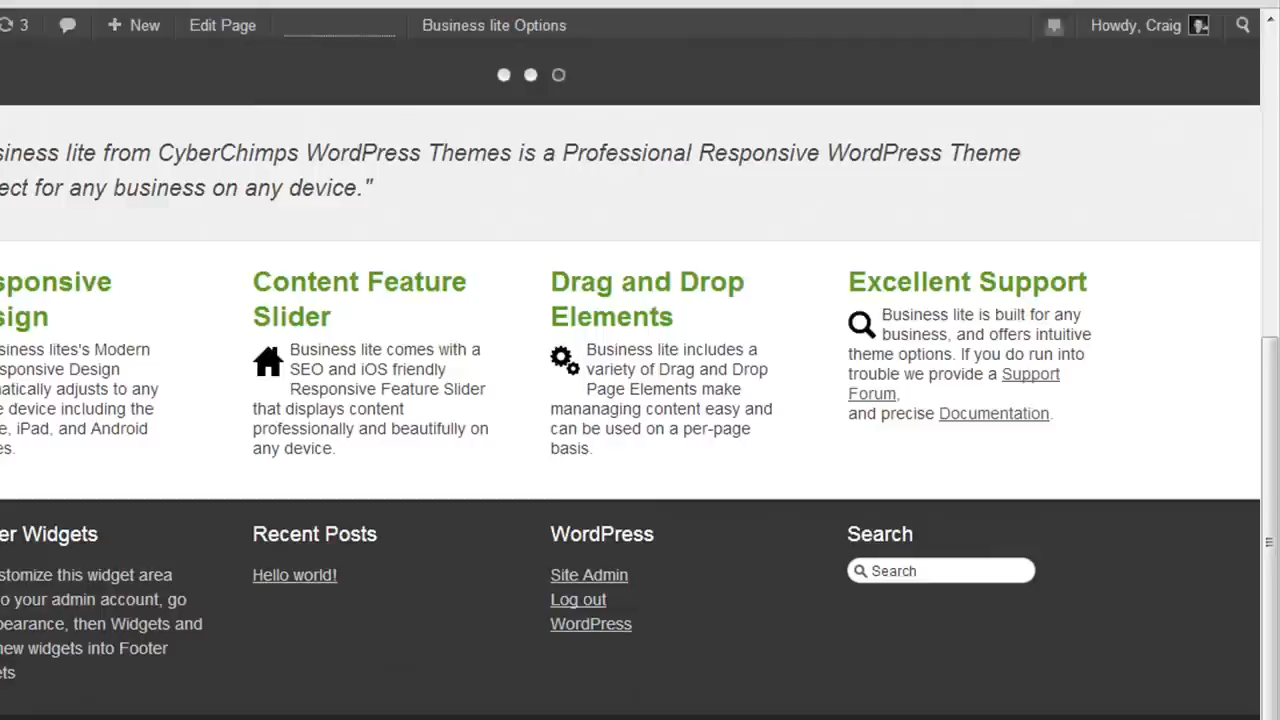 3 New Edit Page Business lite Options Howdy, Craig
siness lite from CyberChimps WordPress Themes is a Professional Responsive WordPress Theme
ect for any business on any device."
sponsive
sign
siness lites's Modern
sponsive Design
matically adjusts to any
e device including the
e, iPad, and Android
es.
Content Feature
Slider
Business lite comes with a
SEO and iOS friendly
Responsive Feature Slider
that displays content
professionally and beautifully on
any device.
Drag and Drop
Elements
Business lite includes a
variety of Drag and Drop
Page Elements make
mananaging content easy and
can be used on a per-page
basis.
Excellent Support
Business lite is built for any
business, and offers intuitive
theme options. If you do run into
trouble we provide a Support
Forum,
and precise Documentation.
er Widgets
stomize this widget area
o your admin account, go
pearance, then Widgets and
new widgets into Footer
ets
Recent Posts
Hello world!
WordPress
Site Admin
Log out
WordPress
Search
Search